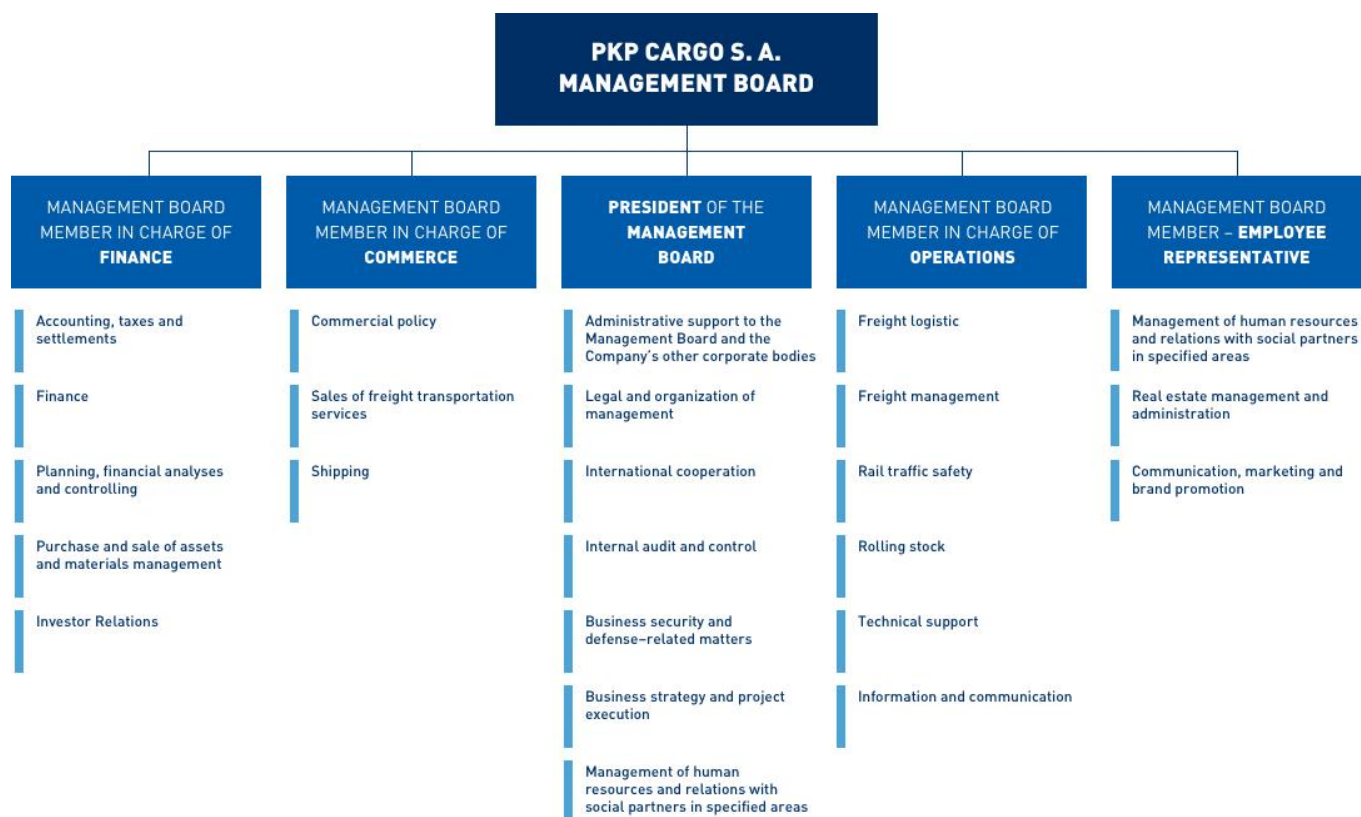 PKP CARGO S. A.
MANAGEMENT BOARD
MANAGEMENT BOARD
MEMBER IN CHARGE OF
FINANCE
Accounting, taxes and
settlements
Finance
Planning, financial analyses
and controlling
Purchase and sale of assets
and materials management
Investor Relations
MANAGEMENT BOARD
MEMBER IN CHARGE OF
COMMERCE
Commercial policy
Sales of freight transportation
services
Shipping
PRESIDENT OF THE
MANAGEMENT
BOARD
Administrative support to the
Management Board and the
Company's other corporate bodies
Legal and organization of
management
International cooperation
Internal audit and control
Business security and
defense–related matters
Business strategy and project
execution
Management of human
resources and relations with
social partners in specified areas
MANAGEMENT BOARD
MEMBER IN CHARGE OF
OPERATIONS
Freight logistic
Freight management
Rail traffic safety
Rolling stock
Technical support
Information and communication
MANAGEMENT BOARD
MEMBER – EMPLOYEE
REPRESENTATIVE
Management of human resources
and relations with social partners
in specified areas
Real estate management and
administration
Communication, marketing and
brand promotion